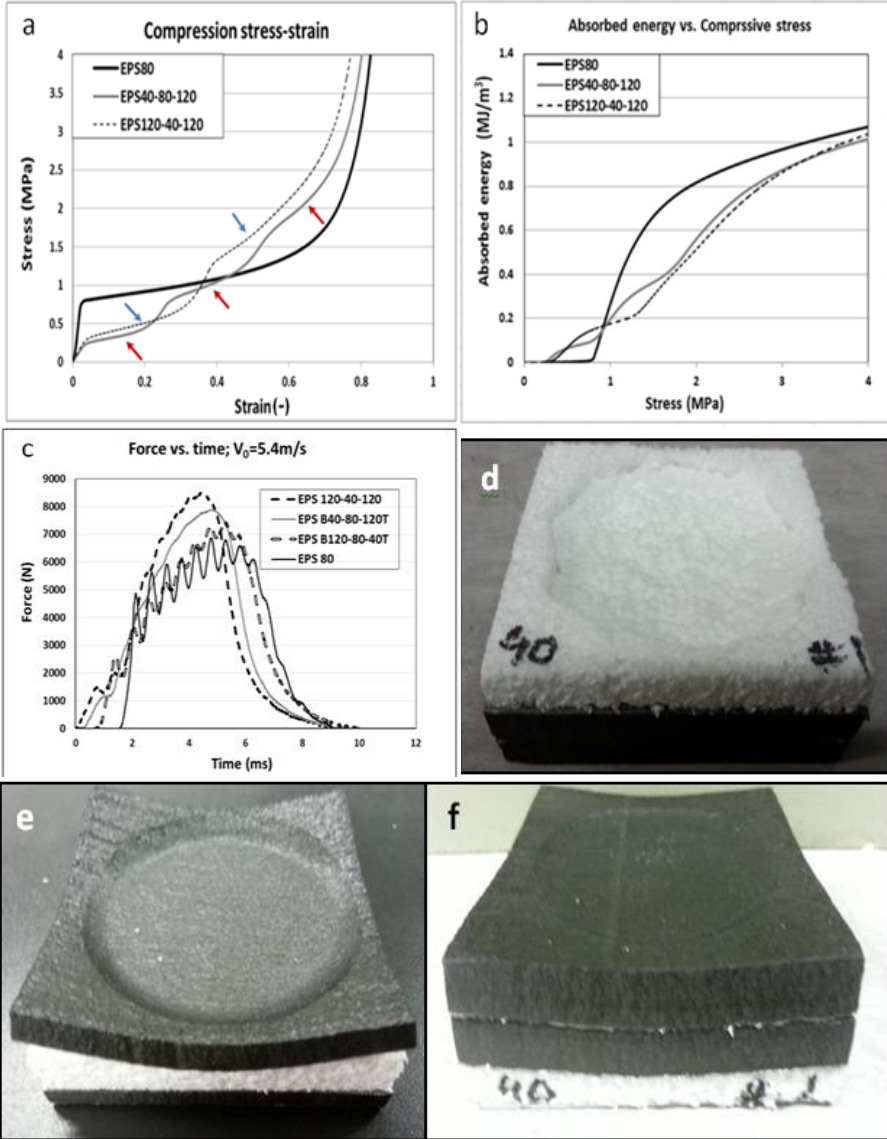 a
Compression stress-strain
4
3.5
3
2.5
2
1.5
1
0.5
0
Stress (MPa)
EPS80
EPS40-80-120
EPS120-40-120
0 0.2 0.4 0.6 0.8 1
Strain (-)
b
Absorbed energy vs. Comprssive stress
1.4
1.2
1
0.8
0.6
0.4
0.2
0
Absorbed energy (MJ/m³)
EPS80
EPS40-80-120
EPS120-40-120
0 1 2 3 4
Stress (MPa)
c
Force vs. time; V₀=5.4m/s
9000
8000
7000
6000
5000
4000
3000
2000
1000
0
Force (N)
EPS 120-40-120
EPS B40-80-120T
EPS B120-80-40T
EPS 80
0 2 4 6 8 10 12
Time (ms)
d
40 #1
e
f
40